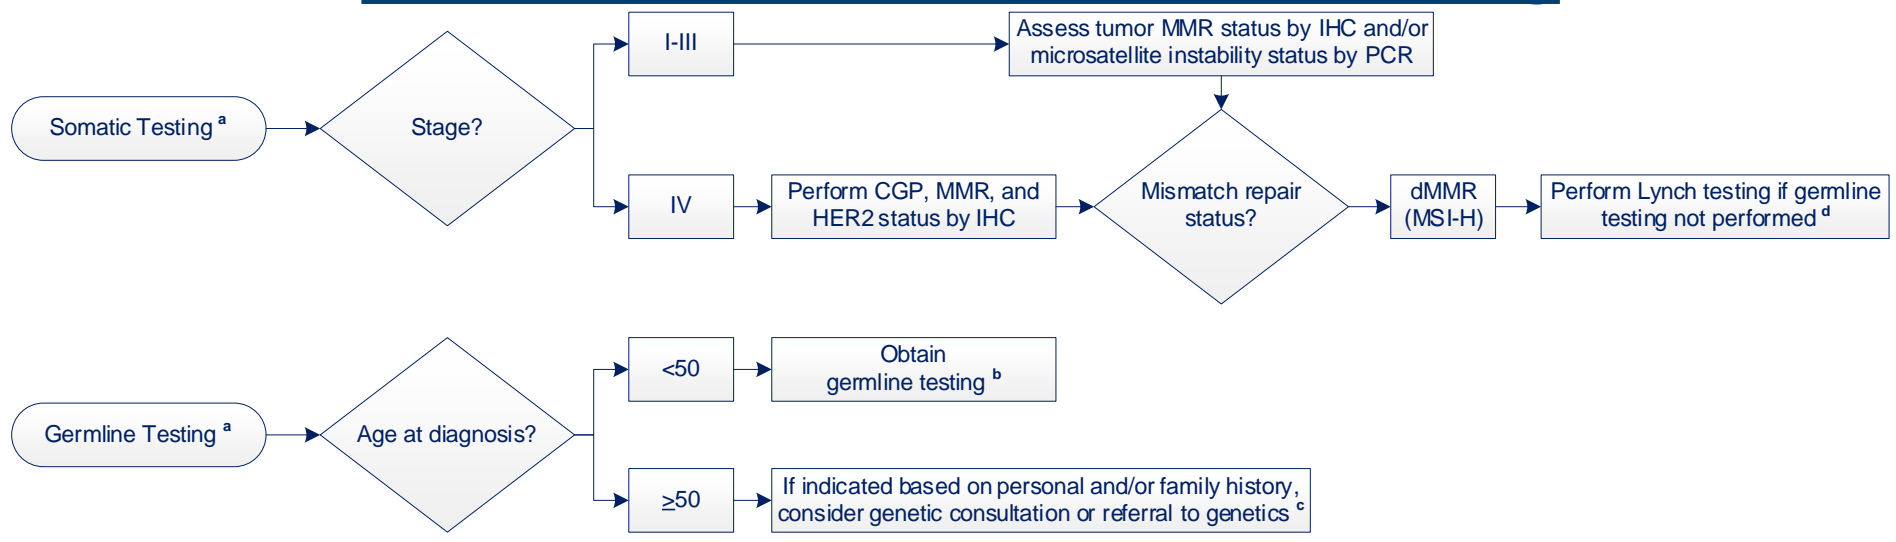 Somatic Testing a
Stage?
I-III
Assess tumor MMR status by IHC and/or
microsatellite instability status by PCR
IV
Perform CGP, MMR, and
HER2 status by IHC
Mismatch repair
status?
dMMR
(MSI-H)
Perform Lynch testing if germline
testing not performed d
Germline Testing a
Age at diagnosis?
<50
Obtain
germline testing b
≥50
If indicated based on personal and/or family history,
consider genetic consultation or referral to genetics c